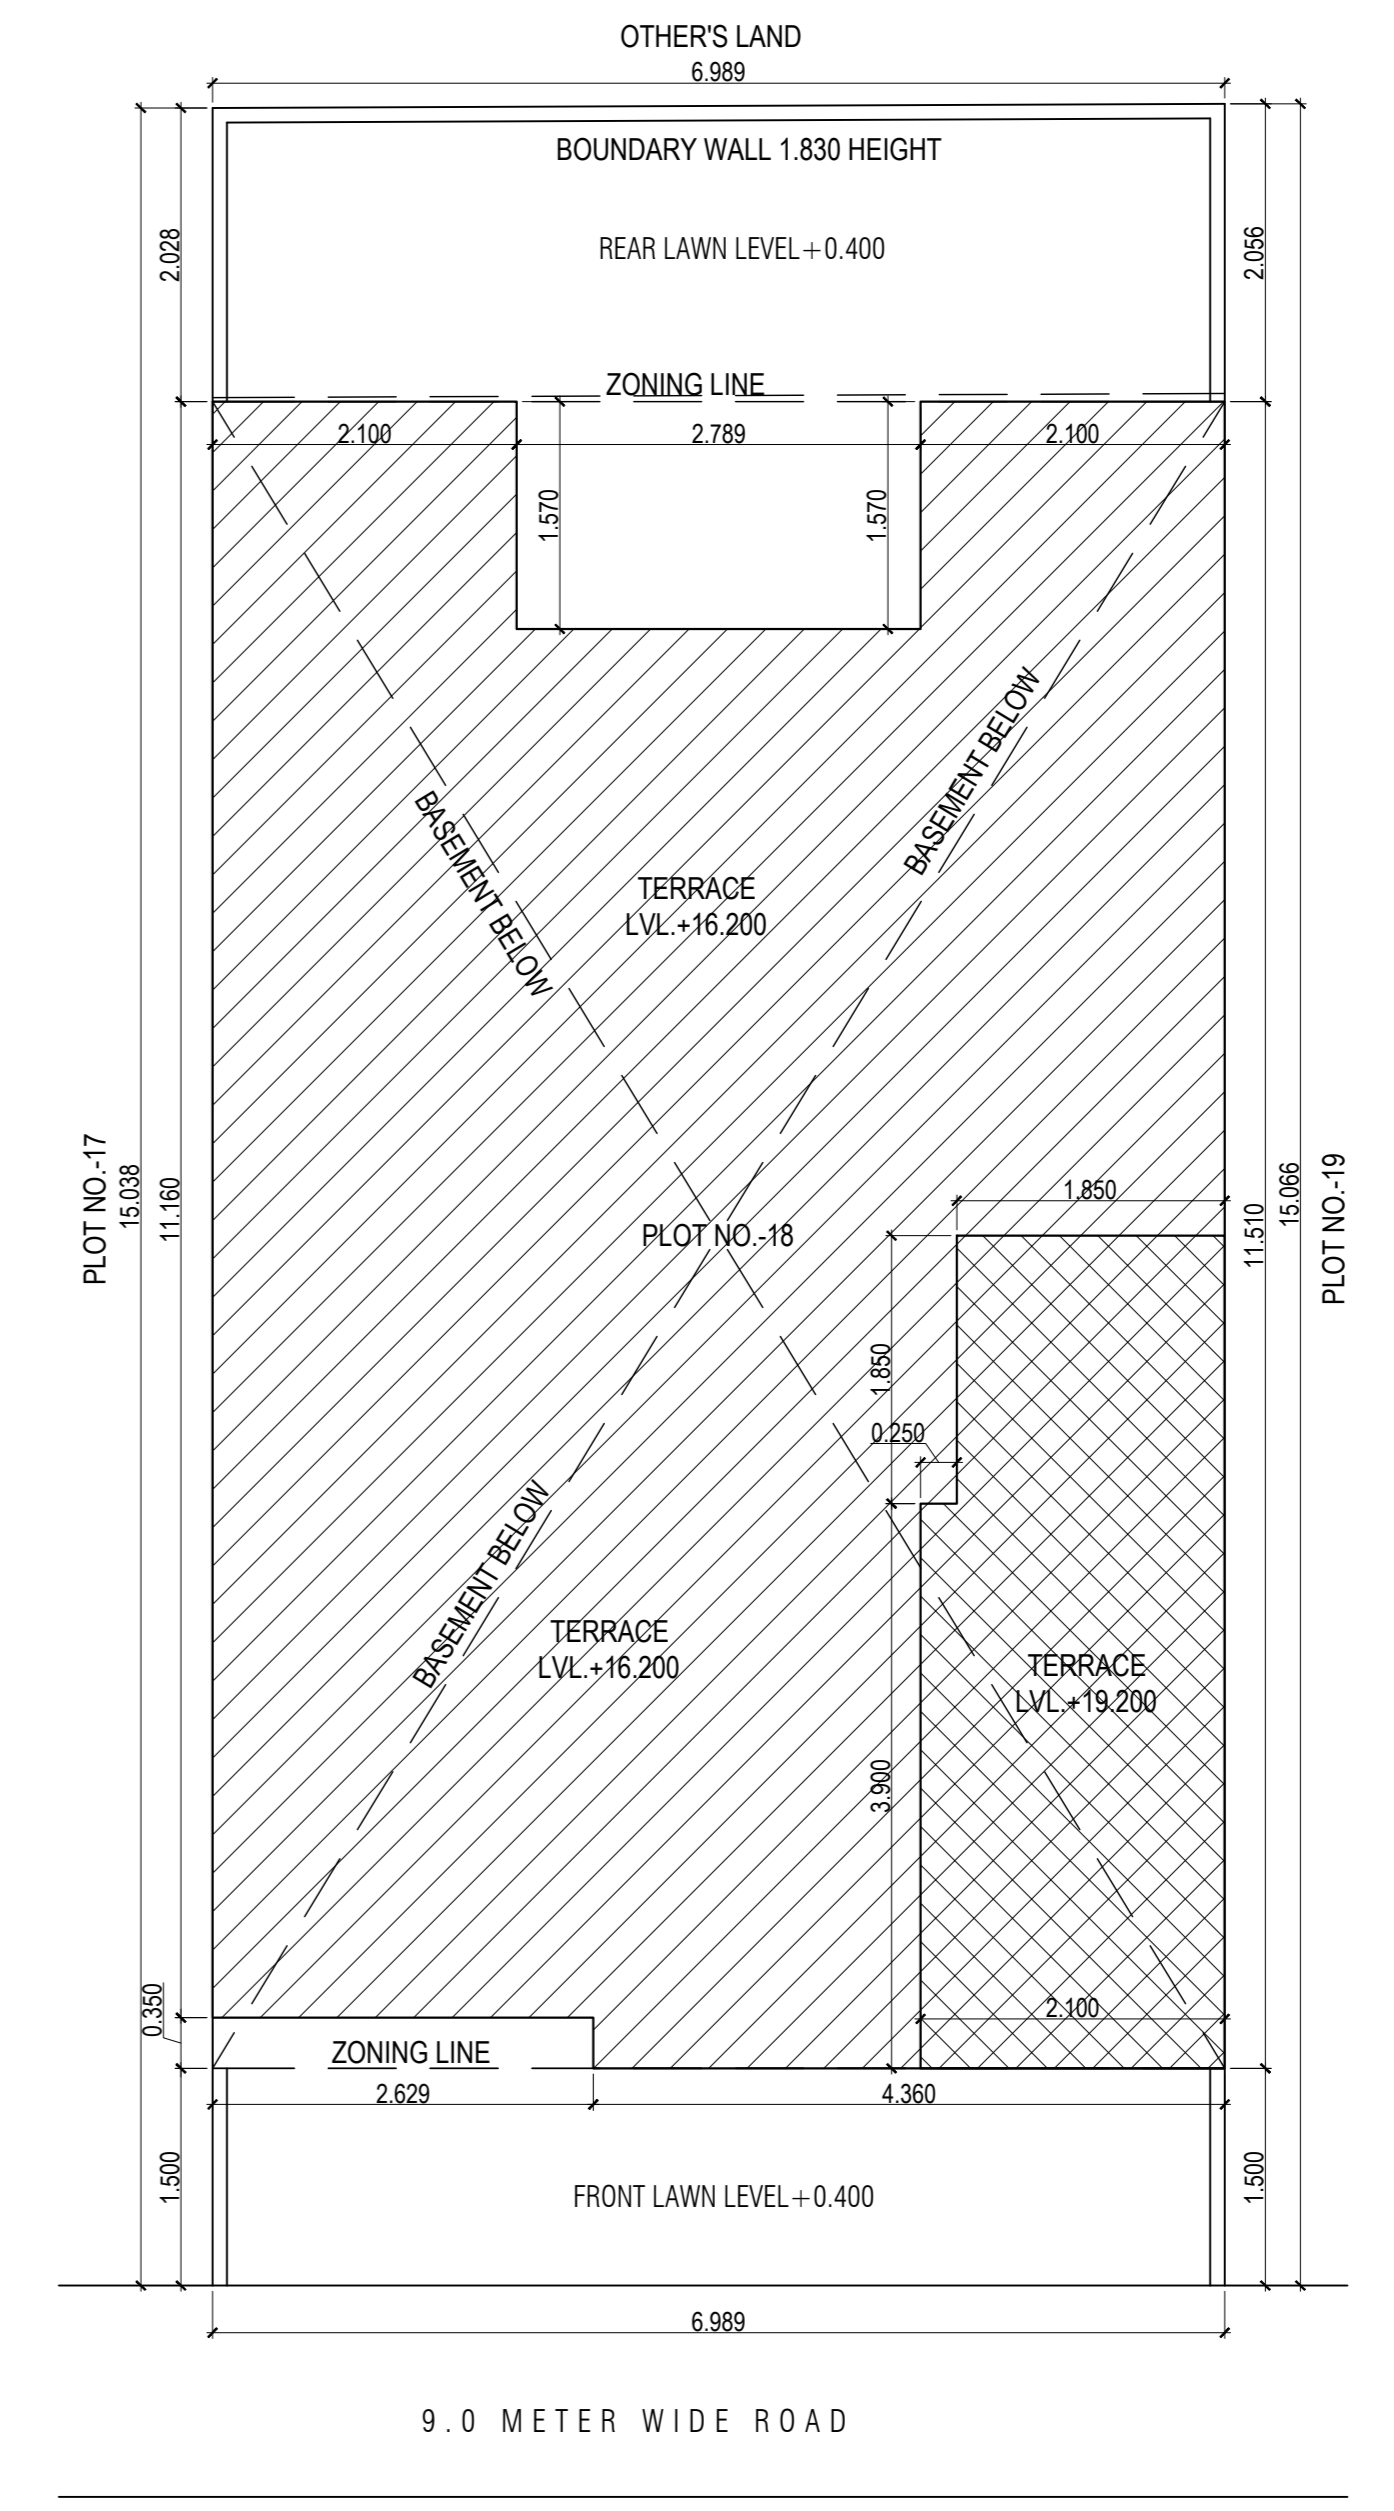 OTHER'S LAND
6.989
BOUNDARY WALL 1.830 HEIGHT
2.028
REAR LAWN LEVEL+0.400
2.056
ZONING LINE
2.100
2.789
2.100
1.570
1.570
BASEMENT BELOW
BASEMENT BELOW
TERRACE
LVL.+16.200
PLOT NO.-17
15.038
11.160
PLOT NO.-18
1.850
11.510
15.066
PLOT NO.-19
1.850
0.250
BASEMENT BELOW
TERRACE
LVL.+16.200
TERRACE
LVL.+19.200
3.900
0.350
2.100
ZONING LINE
2.629
4.360
1.500
FRONT LAWN LEVEL+0.400
1.500
6.989
9.0 METER WIDE ROAD